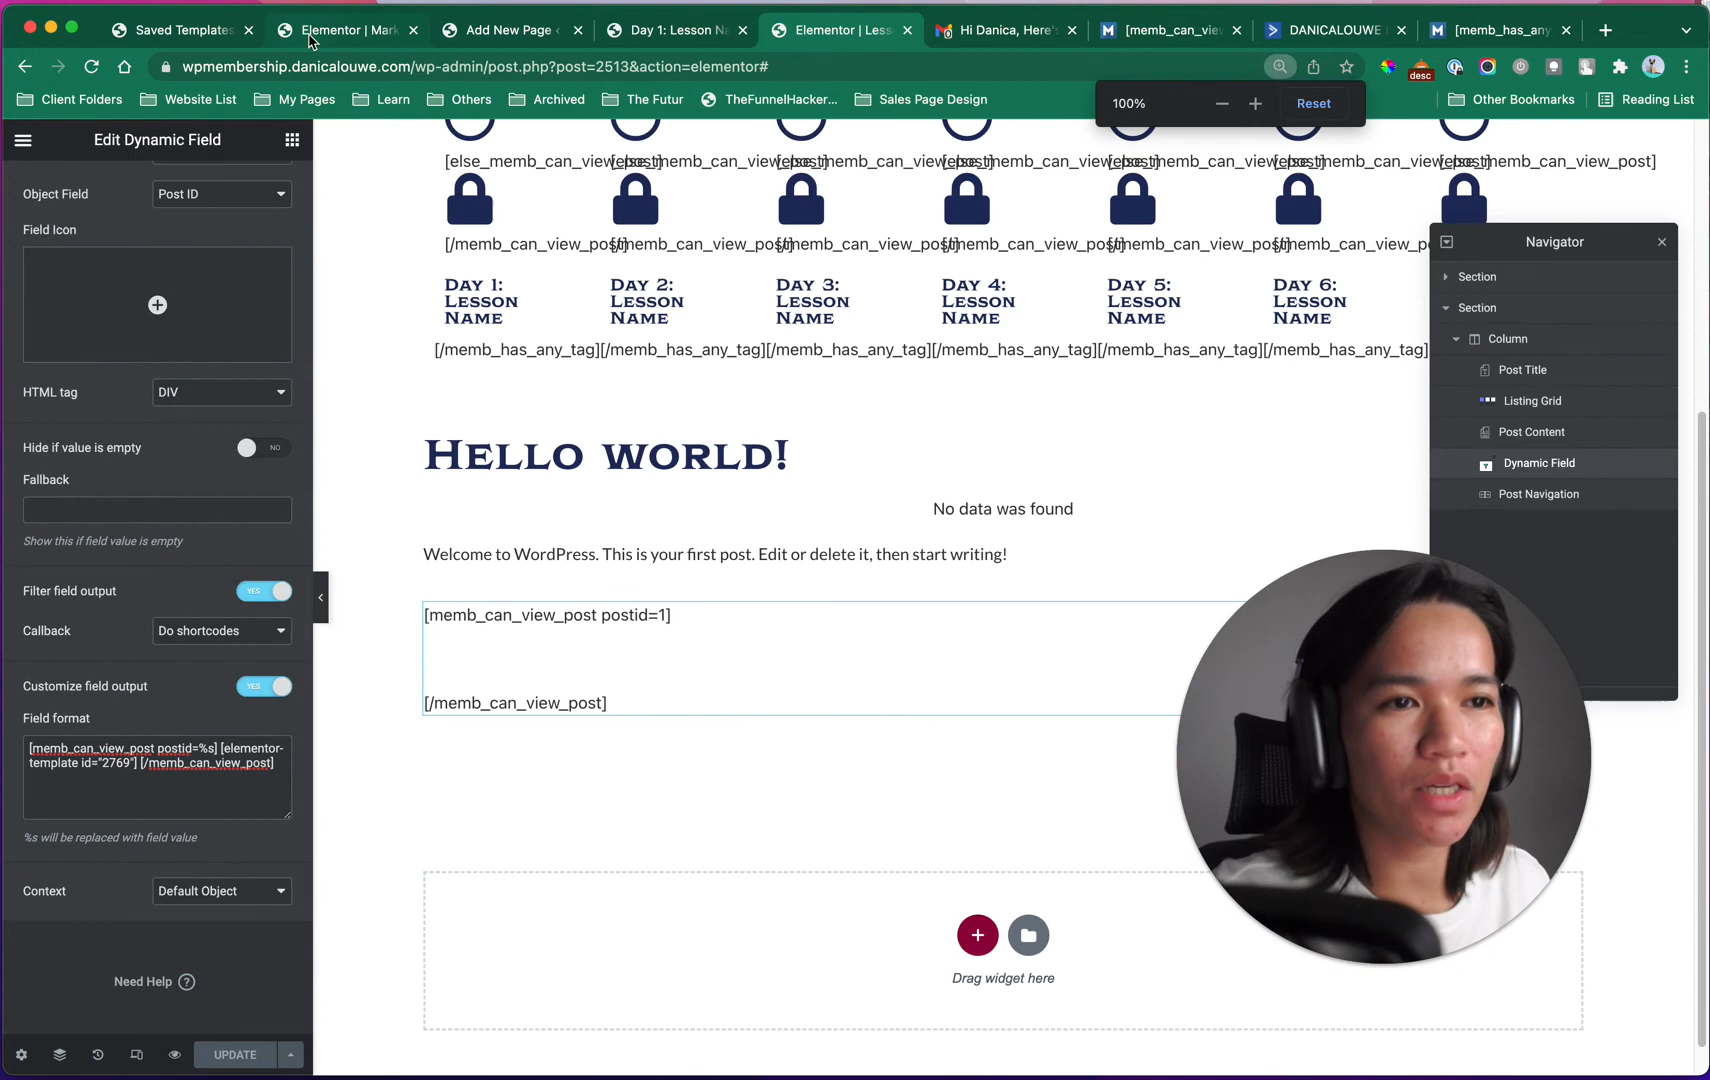 Saved Templates
Elementor | Mark
Add New Page ‹
Day 1: Lesson Na
Elementor | Less
Hi Danica, Here's
[memb_can_view
DANICALOUWE
[memb_has_any
wpmembership.danicalouwe.com/wp-admin/post.php?post=2513&action=elementor#
desc
Client Folders
Website List
My Pages
Learn
Others
Archived
The Futur
TheFunnelHacker...
Sales Page Design
Other Bookmarks
Reading List
100%
Reset
Edit Dynamic Field
Object Field
Post ID
Field Icon
HTML tag
DIV
Hide if value is empty
NO
Fallback
Show this if field value is empty
Filter field output
YES
Callback
Do shortcodes
Customize field output
YES
Field format
[memb_can_view_post postid=%s] [elementor-
template id="2769"] [/memb_can_view_post]
%s will be replaced with field value
Context
Default Object
Need Help
UPDATE
[/memb_can_view_post]
DAY 1:
LESSON
NAME
DAY 2:
LESSON
NAME
DAY 3:
LESSON
NAME
DAY 4:
LESSON
NAME
DAY 5:
LESSON
NAME
DAY 6:
LESSON
NAME
[/memb_has_any_tag][/memb_has_any_tag][/memb_has_any_tag][/memb_has_any_tag][/memb_has_any_tag][/memb_has_any_tag]
HELLO WORLD!
No data was found
Welcome to WordPress. This is your first post. Edit or delete it, then start writing!
[memb_can_view_post postid=1]
[/memb_can_view_post]
Drag widget here
Navigator
Section
Section
Column
Post Title
Listing Grid
Post Content
Dynamic Field
Post Navigation